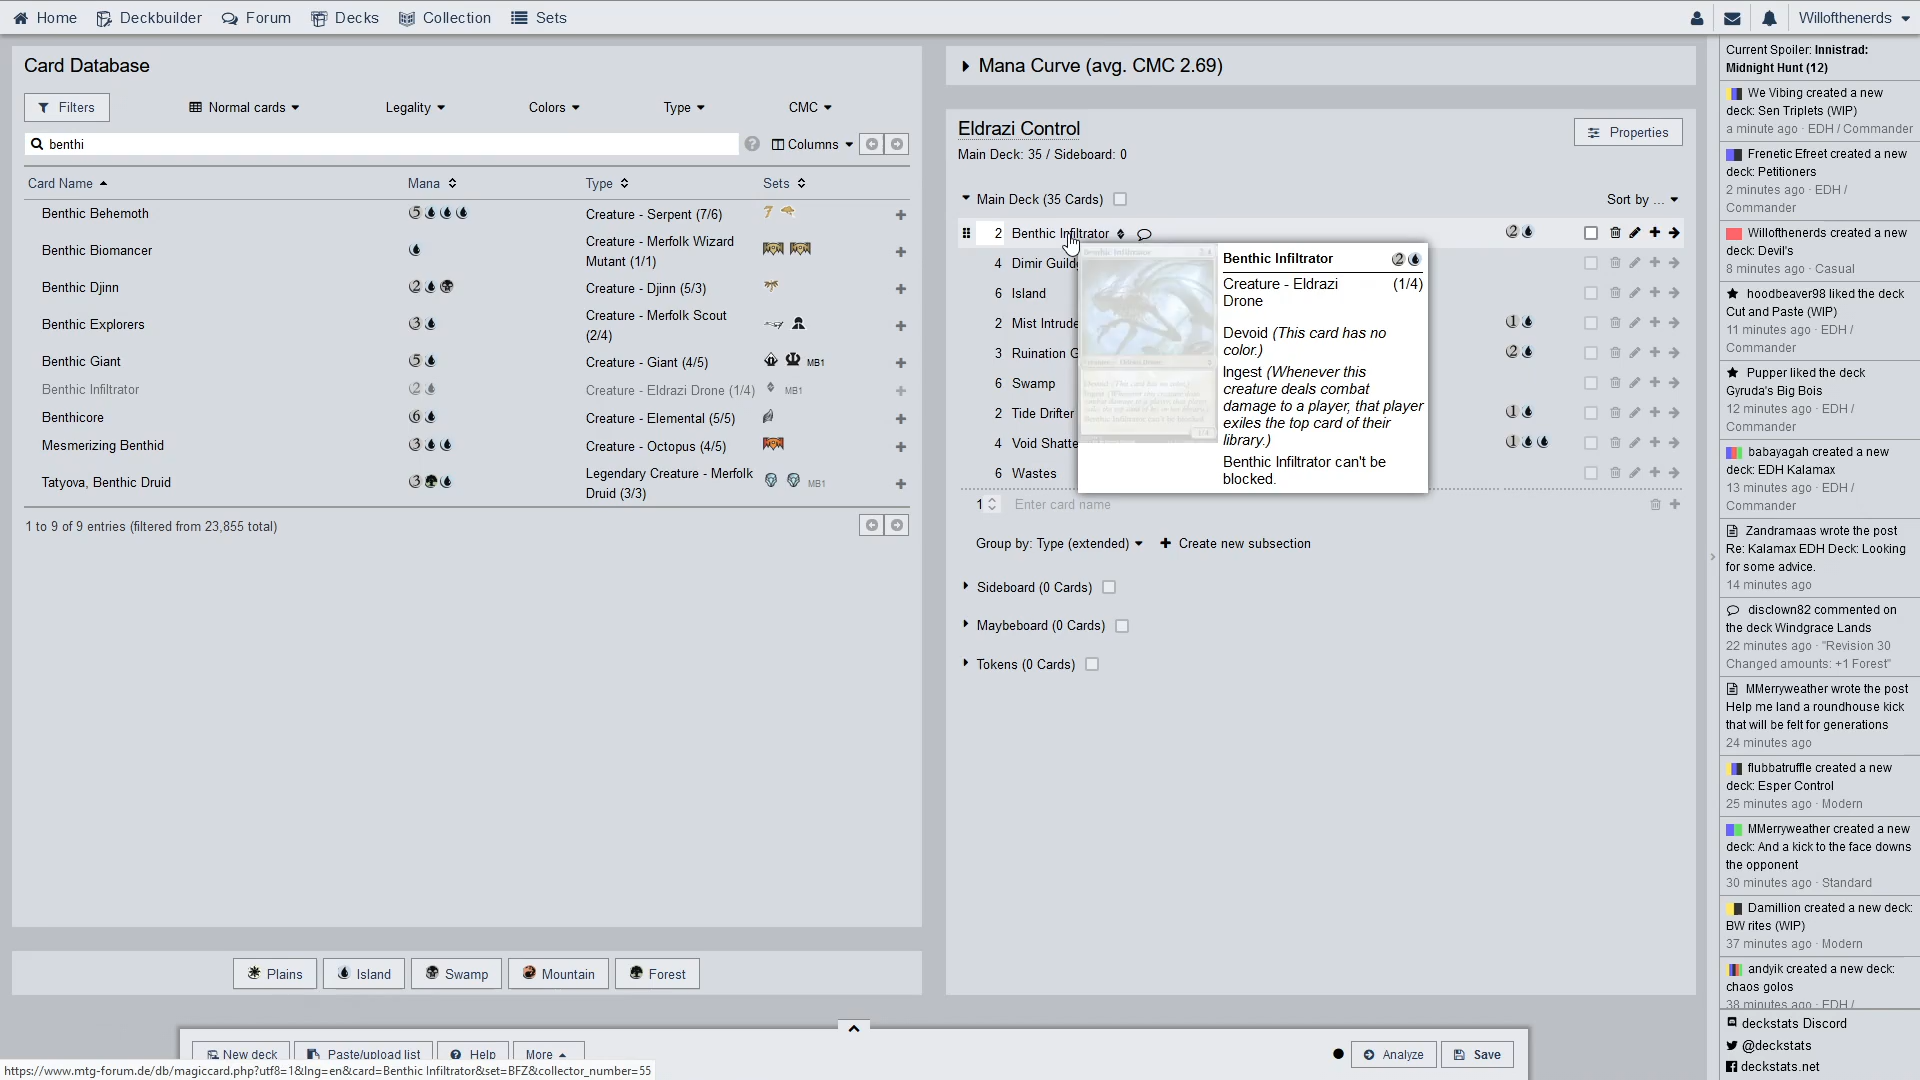 Home Deckbuilder Forum Decks Collection Sets Willofthenerds
Card Database
Filters Normal cards Legality Colors Type CMC
benthi ? Columns
Card Name Mana Type Sets
Benthic Behemoth 5 Creature - Serpent (7/6) 7
Benthic Biomancer Creature - Merfolk Wizard
Mutant (1/1)
Benthic Djinn 2 Creature - Djinn (5/3)
Benthic Explorers 3 Creature - Merfolk Scout
(2/4)
Benthic Giant 5 Creature - Giant (4/5) MB1
Benthic Infiltrator 2 Creature - Eldrazi Drone (1/4) MB1
Benthicore 6 Creature - Elemental (5/5)
Mesmerizing Benthid 3 Creature - Octopus (4/5)
Tatyova, Benthic Druid 3 Legendary Creature - Merfolk
Druid (3/3) MB1
1 to 9 of 9 entries (filtered from 23,855 total)
Plains Island Swamp Mountain Forest
Mana Curve (avg. CMC 2.69)
Eldrazi Control
Properties
Main Deck: 35 / Sideboard: 0
Main Deck (35 Cards) Sort by ...
2 Benthic Infiltrator 2
4 Dimir Guild
6 Island
2 Mist Intrude 1
3 Ruination G 2
6 Swamp
2 Tide Drifter 1
4 Void Shatte 1
6 Wastes
Benthic Infiltrator 2
Creature - Eldrazi (1/4)
Drone
Devoid (This card has no
color.)
Ingest (Whenever this
creature deals combat
damage to a player, that player
exiles the top card of their
library.)
Benthic Infiltrator can't be
blocked.
1 Enter card name
Group by: Type (extended) Create new subsection
Sideboard (0 Cards)
Maybeboard (0 Cards)
Tokens (0 Cards)
Current Spoiler: Innistrad:
Midnight Hunt (12)
We Vibing created a new
deck: Sen Triplets (WIP)
a minute ago · EDH / Commander
Frenetic Efreet created a new
deck: Petitioners
2 minutes ago · EDH /
Commander
Willofthenerds created a new
deck: Devil's
8 minutes ago · Casual
hoodbeaver98 liked the deck
Cut and Paste (WIP)
11 minutes ago · EDH /
Commander
Pupper liked the deck
Gyruda's Big Bois
12 minutes ago · EDH /
Commander
babayagah created a new
deck: EDH Kalamax
13 minutes ago · EDH /
Commander
Zandramaas wrote the post
Re: Kalamax EDH Deck: Looking
for some advice.
14 minutes ago
disclown82 commented on
the deck Windgrace Lands
22 minutes ago · "Revision 30
Changed amounts: +1 Forest"
MMerryweather wrote the post
Help me land a roundhouse kick
that will be felt for generations
24 minutes ago
flubbatruffle created a new
deck: Esper Control
25 minutes ago · Modern
MMerryweather created a new
deck: And a kick to the face downs
the opponent
30 minutes ago · Standard
Damillion created a new deck:
BW rites (WIP)
37 minutes ago · Modern
andyik created a new deck:
chaos golos
38 minutes ago · EDH /
deckstats Discord
@deckstats
deckstats.net
New deck Paste/upload list Help More Analyze Save
https://www.mtg-forum.de/db/magiccard.php?utf8=1&lng=en&card=Benthic Infiltrator&set=BFZ&collector_number=55